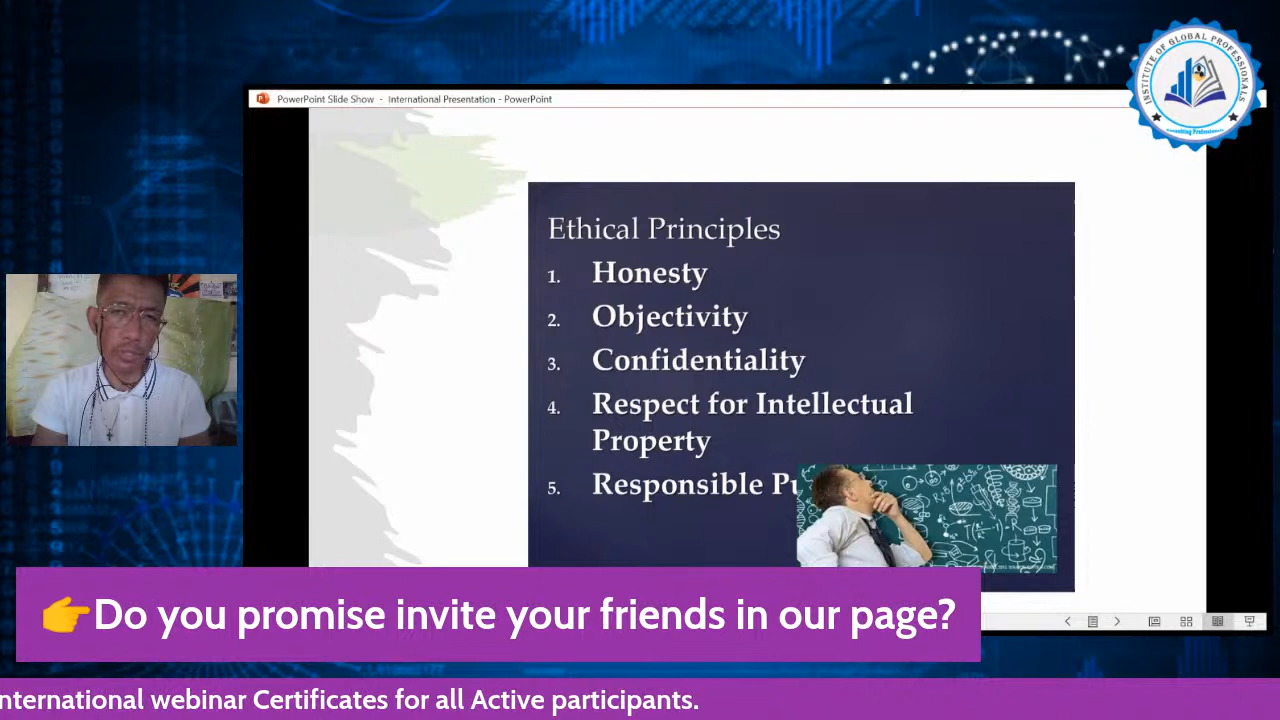 INSTITUTE OF GLOBAL PROFESSIONALS
Consulting Professionals
PowerPoint Slide Show - International Presentation - PowerPoint
Ethical Principles
1. Honesty
2. Objectivity
3. Confidentiality
4. Respect for Intellectual
Property
5. Responsible Pu
👉Do you promise invite your friends in our page?
nternational webinar Certificates for all Active participants.